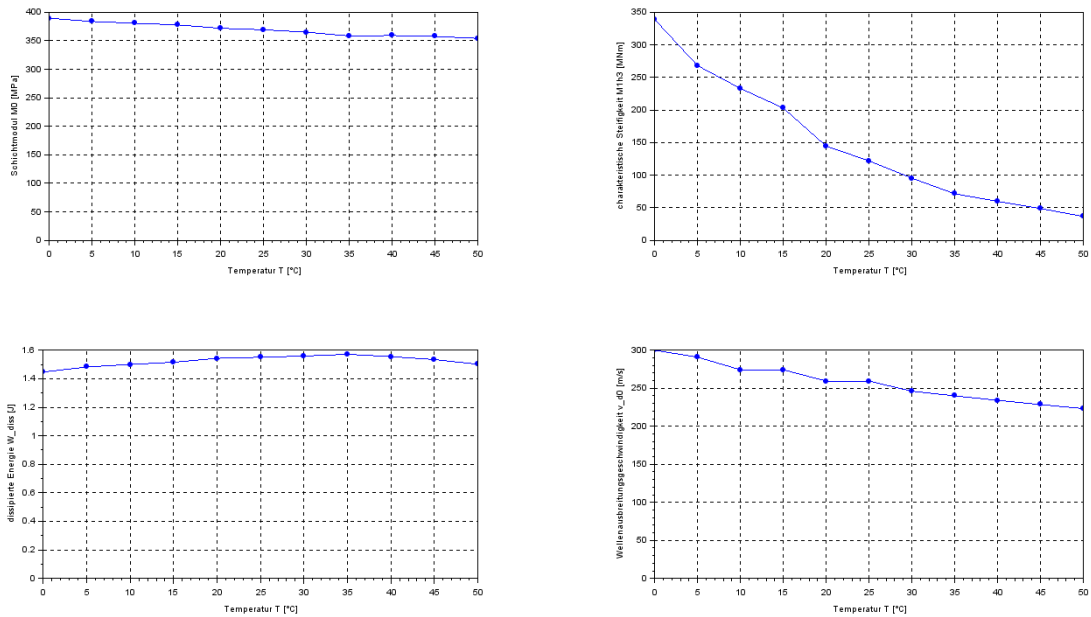 Schichtmodul M0 [MPa]
400
350
300
250
200
150
100
50
0
0 5 10 15 20 25 30 35 40 45 50
Temperatur T [°C]
charakteristische Steifigkeit M1h3 [MNm]
350
300
250
200
150
100
50
0
0 5 10 15 20 25 30 35 40 45 50
Temperatur T [°C]
dissipierte Energie W_diss [J]
1.6
1.4
1.2
1
0.8
0.6
0.4
0.2
0
0 5 10 15 20 25 30 35 40 45 50
Temperatur T [°C]
Wellenausbreitungsgeschwindigkeit v_d0 [m/s]
300
250
200
150
100
50
0
0 5 10 15 20 25 30 35 40 45 50
Temperatur T [°C]